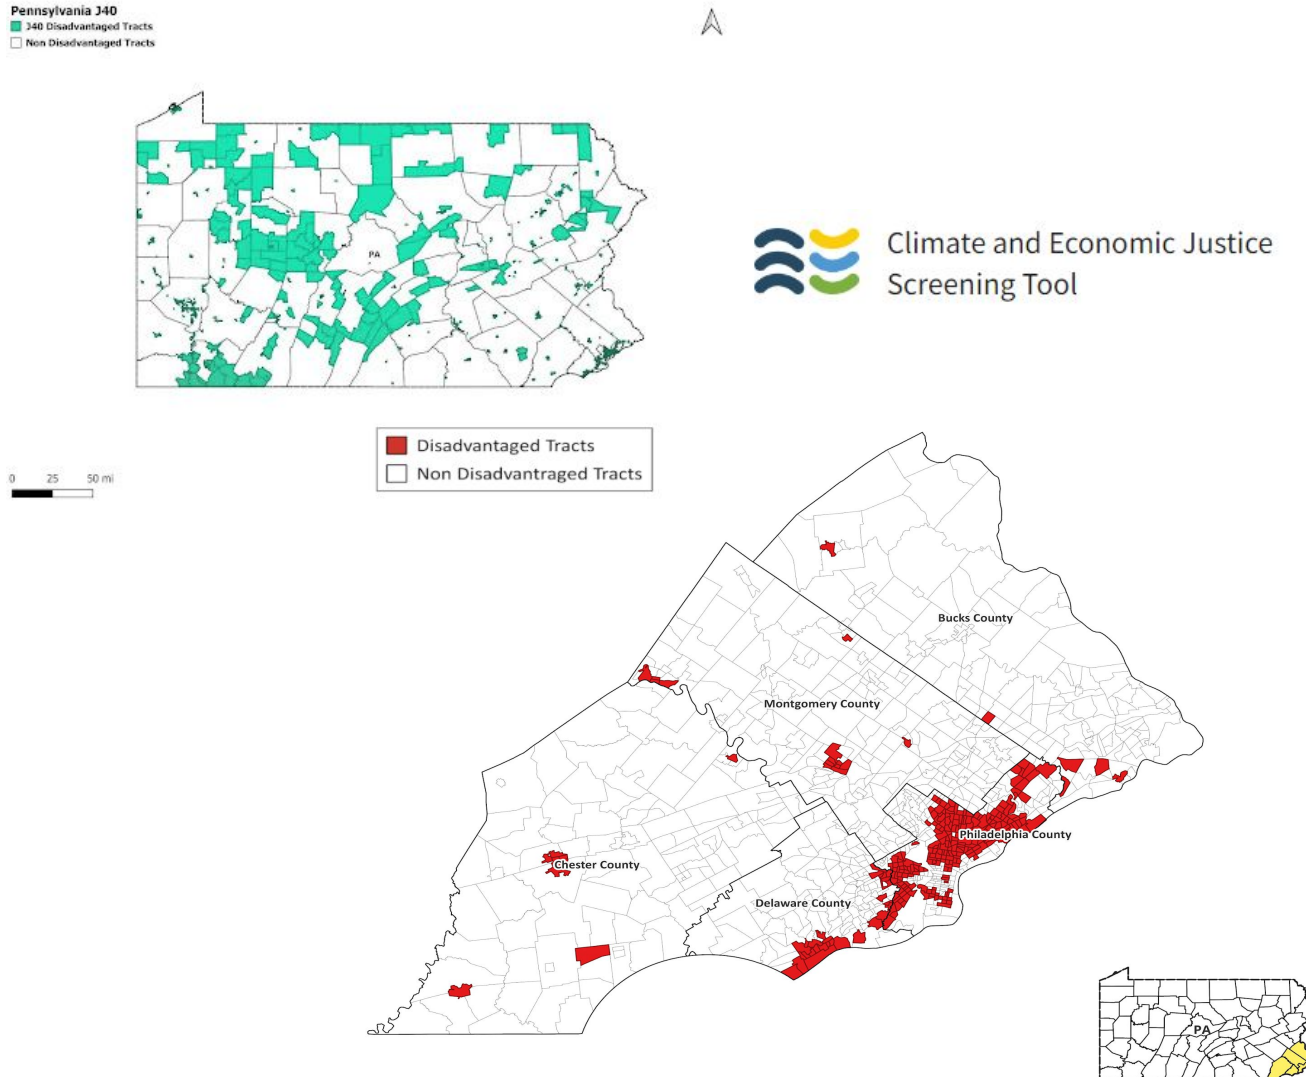 Pennsylvania J40
J40 Disadvantaged Tracts
Non Disadvantaged Tracts
PA
Climate and Economic Justice
Screening Tool
Disadvantaged Tracts
Non Disadvantraged Tracts
0 25 50 mi
Bucks County
Montgomery County
Philadelphia County
Chester County
Delaware County
PA